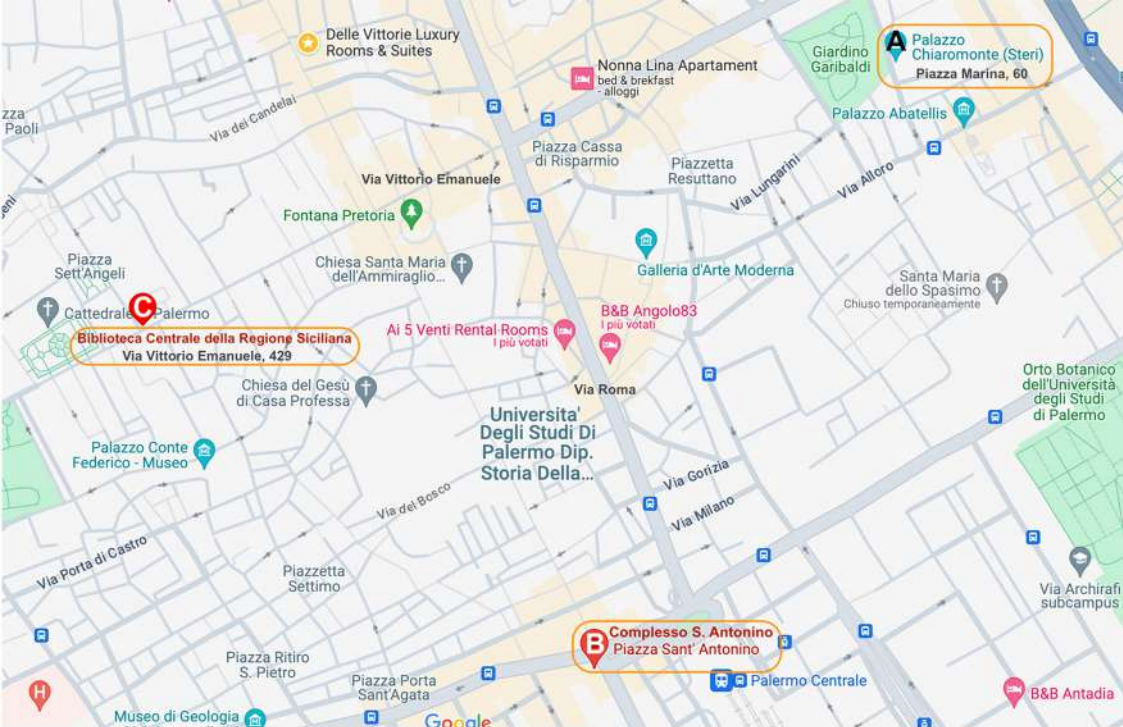 Delle Vittorie Luxury
Rooms & Suites
Giardino
Garibaldi
A
Palazzo
Chiaromonte (Steri)
Piazza Marina, 60
Nonna Lina Apartament
bed & brekfast
- alloggi
zza
Paoli
Via dei Candelai
Palazzo Abatellis
Piazza Cassa
di Risparmio
Piazzetta
Resuttano
Via Lungarini
Via Alloro
Via Vittorio Emanuele
Fontana Pretoria
Piazza
Sett'Angeli
Chiesa Santa Maria
dell'Ammiraglio...
Galleria d'Arte Moderna
Santa Maria
dello Spasimo
Chiuso temporaneamente
C
Cattedrale
Palermo
Biblioteca Centrale della Regione Siciliana
Via Vittorio Emanuele, 429
Ai 5 Venti Rental Rooms
I più votati
B&B Angolo83
I più votati
Chiesa del Gesù
di Casa Professa
Via Roma
Orto Botanico
dell'Università
degli Studi
di Palermo
Universita'
Degli Studi Di
Palermo Dip.
Storia Della...
Palazzo Conte
Federico - Museo
Via Gorizia
Via del Bosco
Via Milano
Via Porta di Castro
Piazzetta
Settimo
Via Archirafi
subcampus
B
Complesso S. Antonino
Piazza Sant' Antonino
Piazza Ritiro
S. Pietro
Piazza Porta
Sant'Agata
Palermo Centrale
H
B&B Antadia
Museo di Geologia
Google